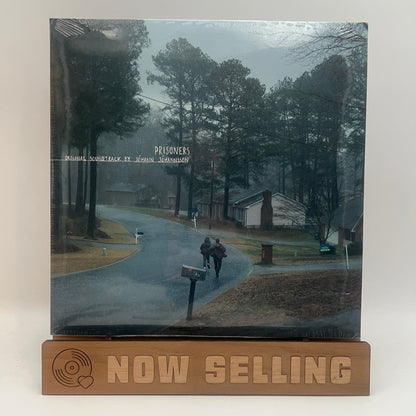 PRISONERS
ORIGINAL SOUNDTRACK BY JÓHANN JÓHANNSSON
NOW SELLING